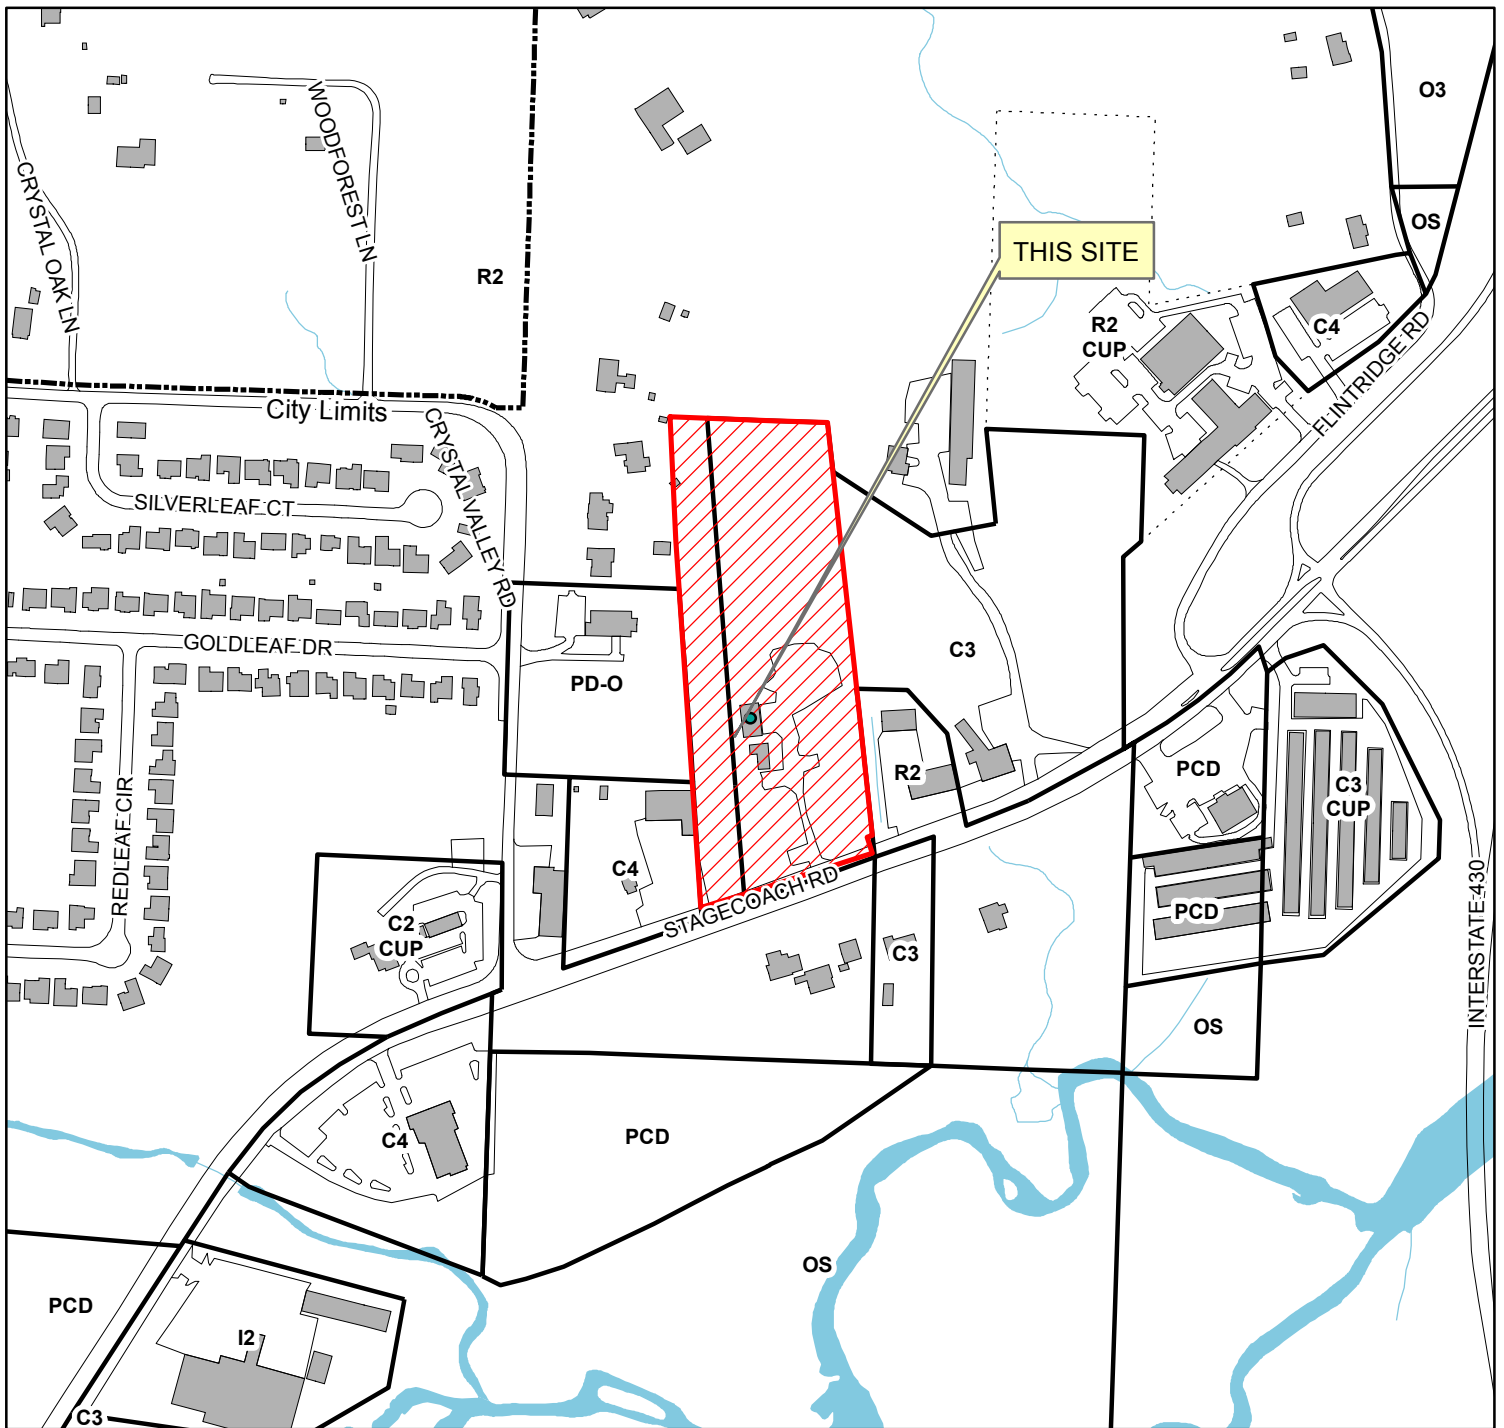 O3
WOODFOREST LN
CRYSTAL OAK LN
OS
THIS SITE
R2
R2
CUP
C4
FLINTRIDGE RD
City Limits
CRYSTAL VALLEY RD
SILVERLEAF CT
GOLDLEAF DR
C3
PD-O
R2
PCD
C3
CUP
REDLEAF CIR
C4
STAGECOACH RD
PCD
C2
CUP
C3
INTERSTATE 430
OS
C4
PCD
OS
PCD
I2
C3